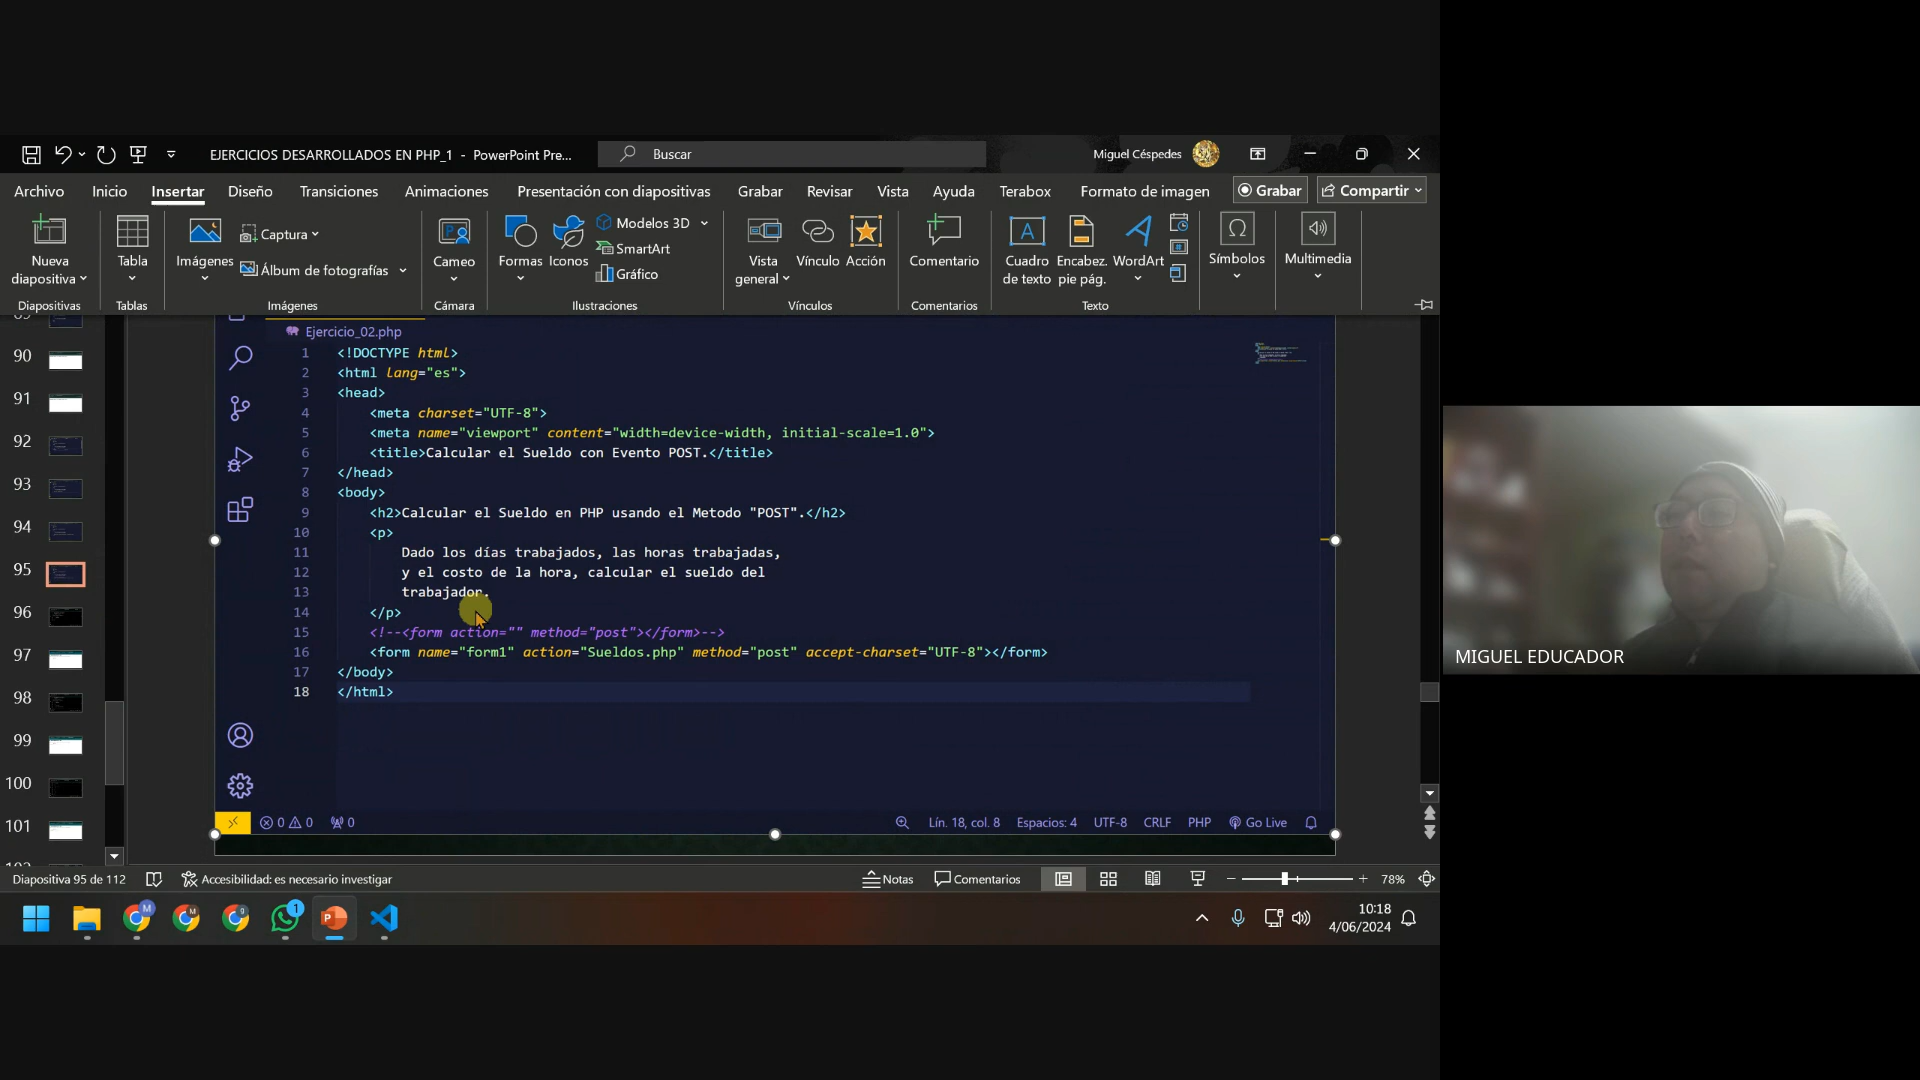 EJERCICIOS DESARROLLADOS EN PHP_1 - PowerPoint Pre...
Buscar
Miguel Céspedes
Archivo Inicio Insertar Diseño Transiciones Animaciones Presentación con diapositivas Grabar Revisar Vista Ayuda Terabox Formato de imagen Grabar Compartir
Nueva diapositiva
Tabla
Imágenes
Captura
Álbum de fotografías
Cameo
Formas
Iconos
Modelos 3D
SmartArt
Gráfico
Vista general
Vínculo
Acción
Comentario
Cuadro de texto
Encabez. pie pág.
WordArt
Símbolos
Multimedia
Diapositivas Tablas Imágenes Cámara Ilustraciones Vínculos Comentarios Texto
90
91
92
93
94
95
96
97
98
99
100
101
Ejercicio_02.php
1 <!DOCTYPE html>
2 <html lang="es">
3 <head>
4 <meta charset="UTF-8">
5 <meta name="viewport" content="width=device-width, initial-scale=1.0">
6 <title>Calcular el Sueldo con Evento POST.</title>
7 </head>
8 <body>
9 <h2>Calcular el Sueldo en PHP usando el Metodo "POST".</h2>
10 <p>
11 Dado los días trabajados, las horas trabajadas,
12 y el costo de la hora, calcular el sueldo del
13 trabajador.
14 </p>
15 <!--<form action="" method="post"></form>-->
16 <form name="form1" action="Sueldos.php" method="post" accept-charset="UTF-8"></form>
17 </body>
18 </html>
0 0 0 Lín. 18, col. 8 Espacios: 4 UTF-8 CRLF PHP Go Live
Diapositiva 95 de 112 Accesibilidad: es necesario investigar Notas Comentarios 78%
10:18
4/06/2024
MIGUEL EDUCADOR